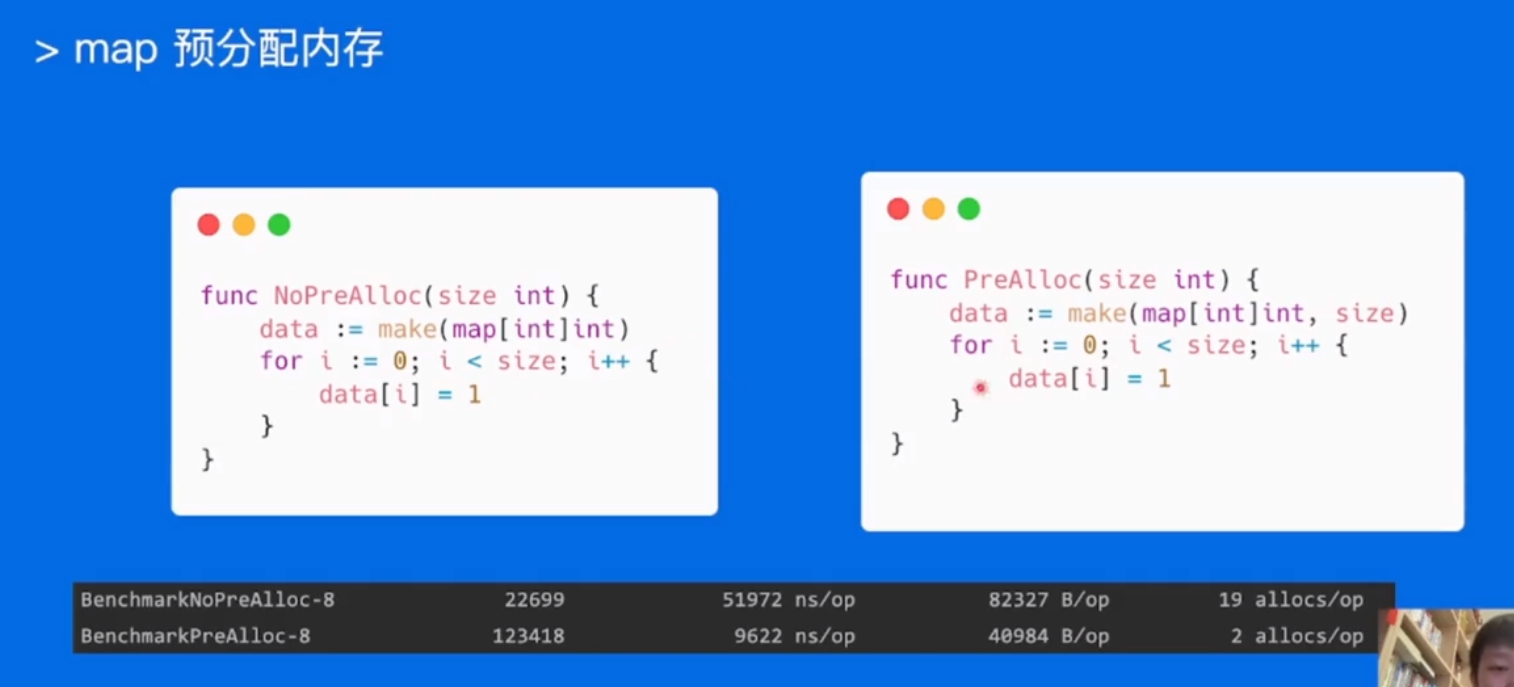 > map 预分配内存
func NoPreAlloc(size int) {
    data := make(map[int]int)
    for i := 0; i < size; i++ {
        data[i] = 1
    }
}
func PreAlloc(size int) {
    data := make(map[int]int, size)
    for i := 0; i < size; i++ {
        data[i] = 1
    }
}
BenchmarkNoPreAlloc-8 22699 51972 ns/op 82327 B/op 19 allocs/op
BenchmarkPreAlloc-8 123418 9622 ns/op 40984 B/op 2 allocs/op